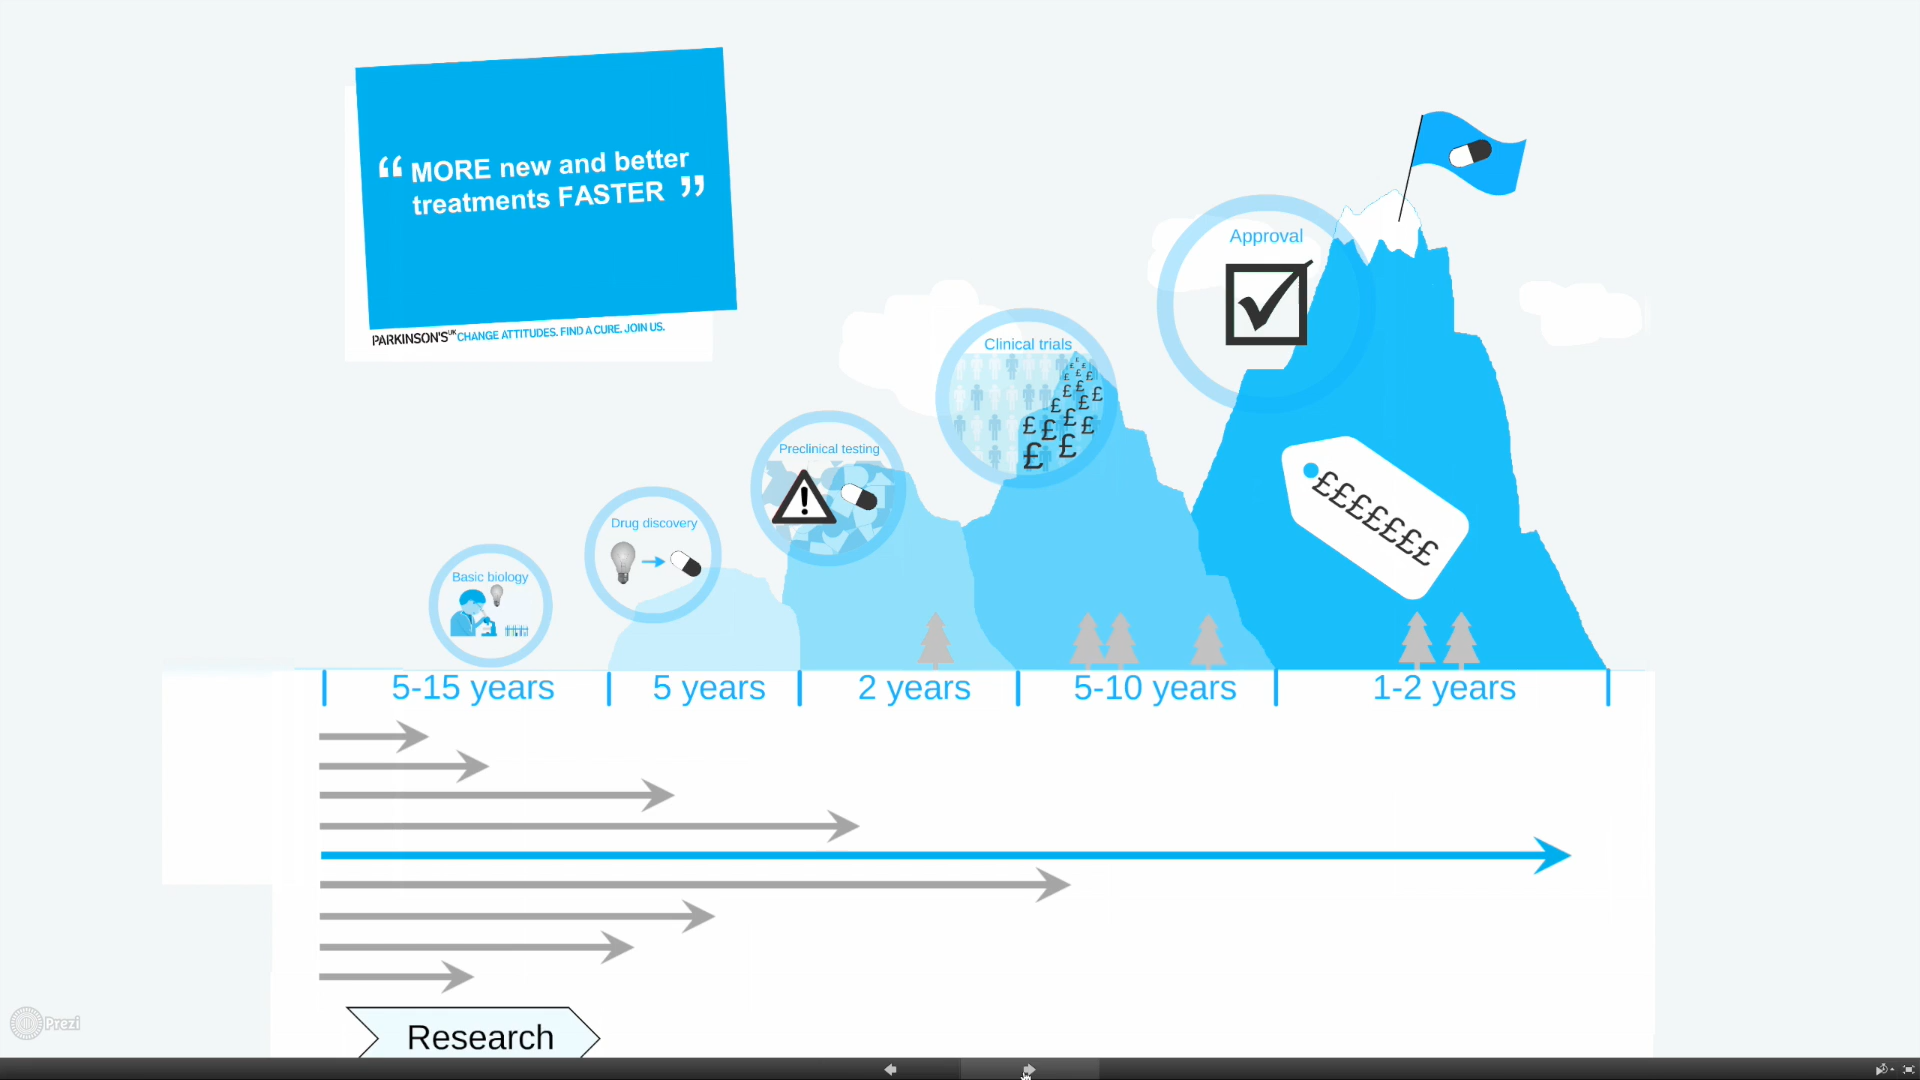 “ MORE new and better
treatments FASTER ”
PARKINSON'S UK CHANGE ATTITUDES. FIND A CURE. JOIN US.
Approval
Clinical trials
£ £ £
£ £ £
£ £ £
£ £ £
£ £ £
£ £
Preclinical testing
!
Drug discovery
Basic biology
£££££££
5-15 years
5 years
2 years
5-10 years
1-2 years
Research
Prezi